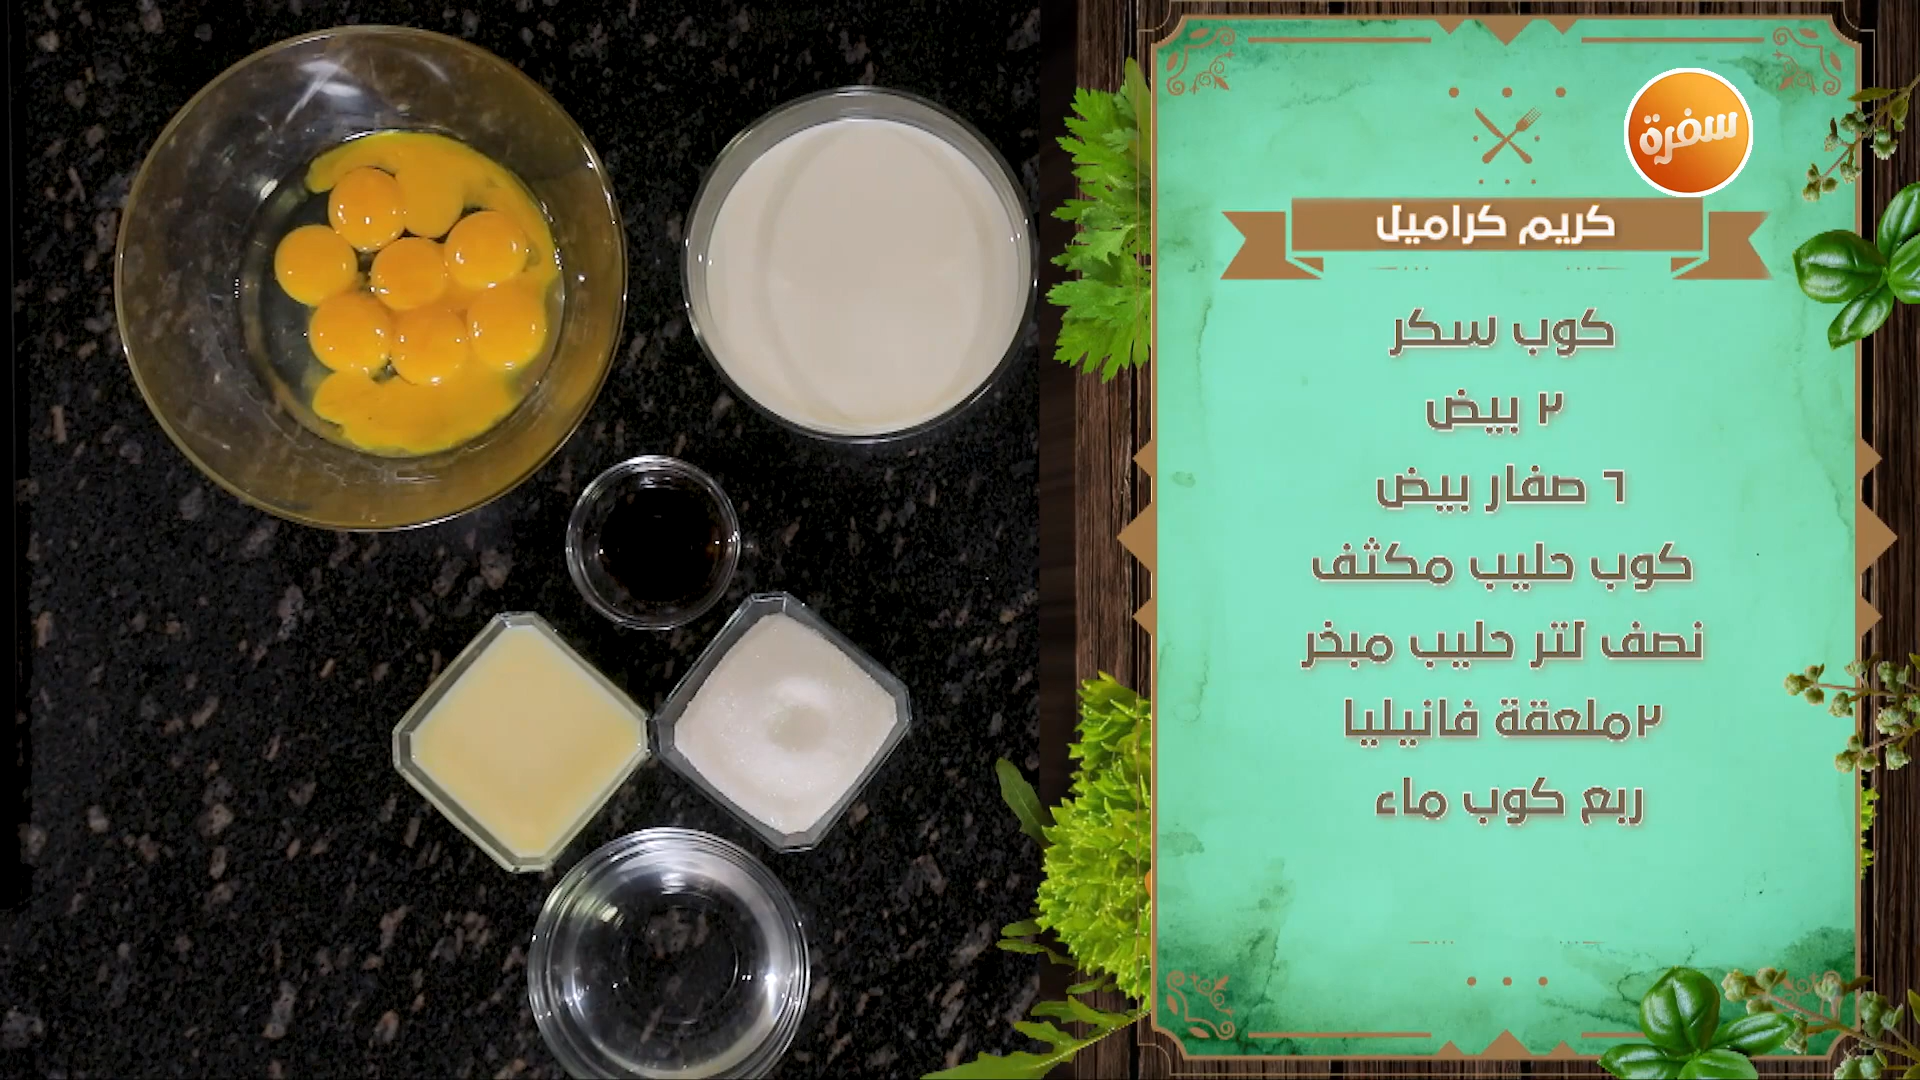 سفرة
كريم كراميل
كوب سكر
٢ بيض
٦ صفار بيض
كوب حليب مكثف
نصف لتر حليب مبخر
٢ملعقة فانيليا
ربع كوب ماء